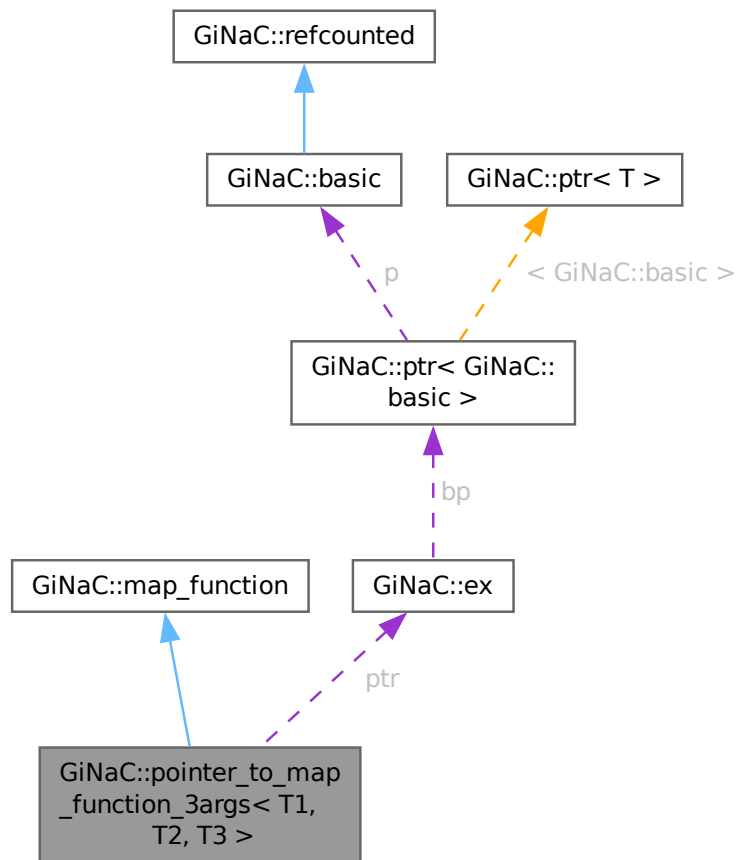 GiNaC::refcounted
GiNaC::basic
GiNaC::ptr< T >
p
< GiNaC::basic >
GiNaC::ptr< GiNaC::
basic >
bp
GiNaC::map_function
GiNaC::ex
ptr
GiNaC::pointer_to_map
_function_3args< T1,
T2, T3 >